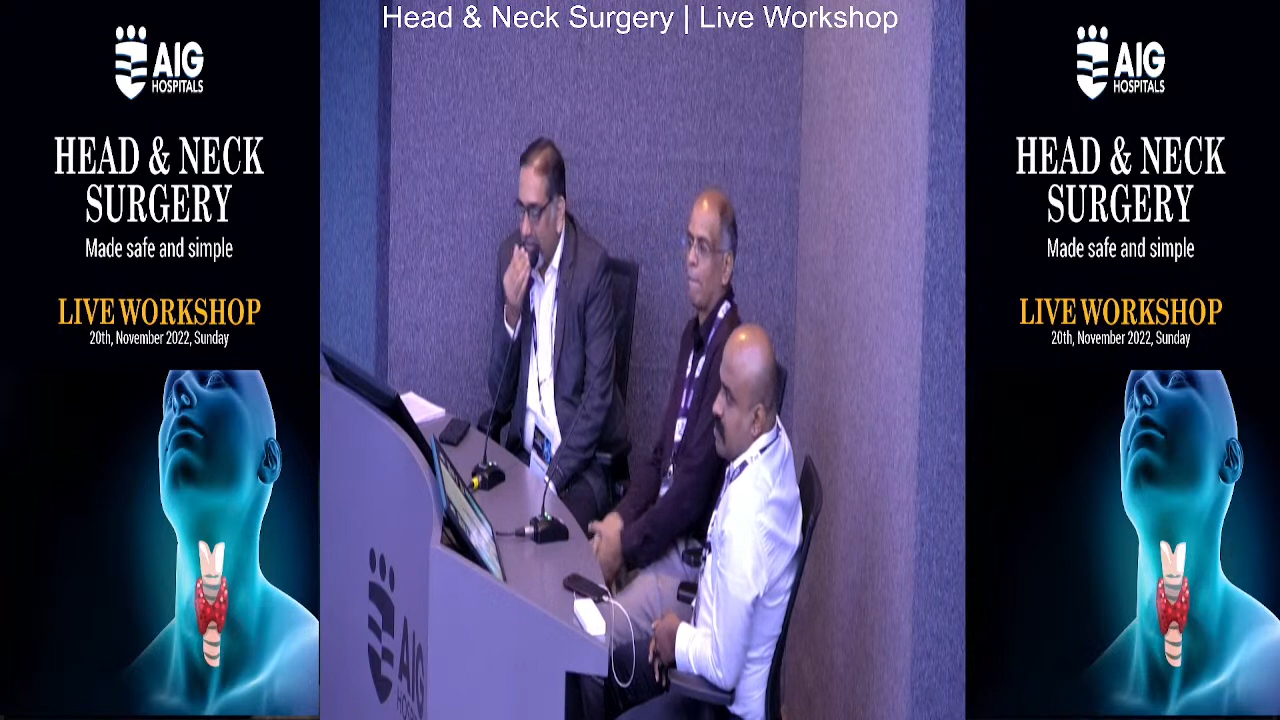 Head & Neck Surgery | Live Workshop
AIG
HOSPITALS
HEAD & NECK
SURGERY
Made safe and simple
LIVE WORKSHOP
20th, November 2022, Sunday
AIG
HOSPITALS
HEAD & NECK
SURGERY
Made safe and simple
LIVE WORKSHOP
20th, November 2022, Sunday
AIG